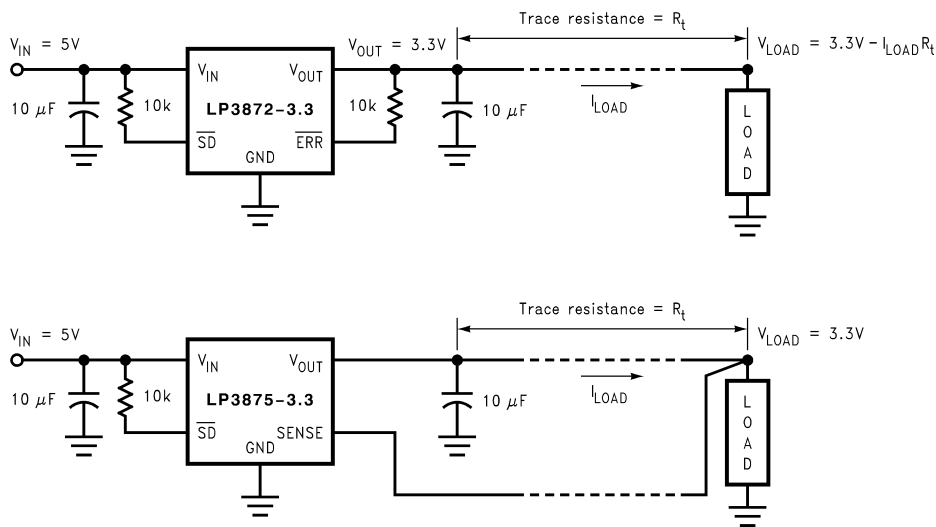 Trace resistance = Rt
VIN = 5V
VOUT = 3.3V
VLOAD = 3.3V - ILOADRt
VIN
VOUT
10 μF
10k
LP3872-3.3
10k
10 μF
ILOAD
SD
ERR
GND
LOAD
Trace resistance = Rt
VIN = 5V
VLOAD = 3.3V
VIN
VOUT
10 μF
10k
LP3875-3.3
10 μF
ILOAD
SD
SENSE
GND
LOAD